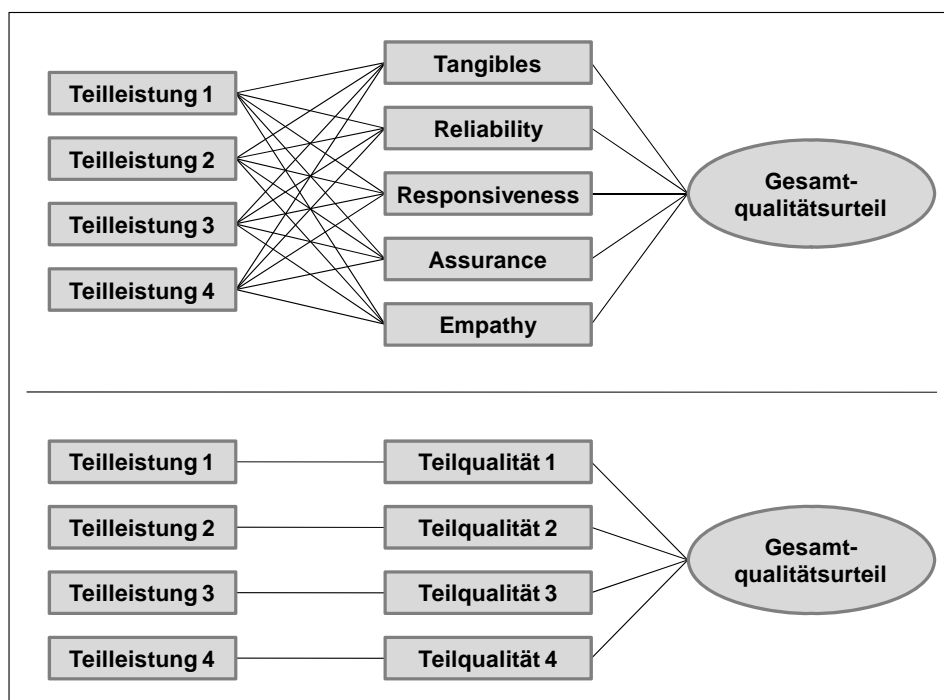 Tangibles
Teilleistung 1
Reliability
Teilleistung 2
Responsiveness
Gesamt-
qualitätsurteil
Teilleistung 3
Assurance
Teilleistung 4
Empathy
Teilleistung 1
Teilqualität 1
Teilleistung 2
Teilqualität 2
Gesamt-
qualitätsurteil
Teilleistung 3
Teilqualität 3
Teilleistung 4
Teilqualität 4